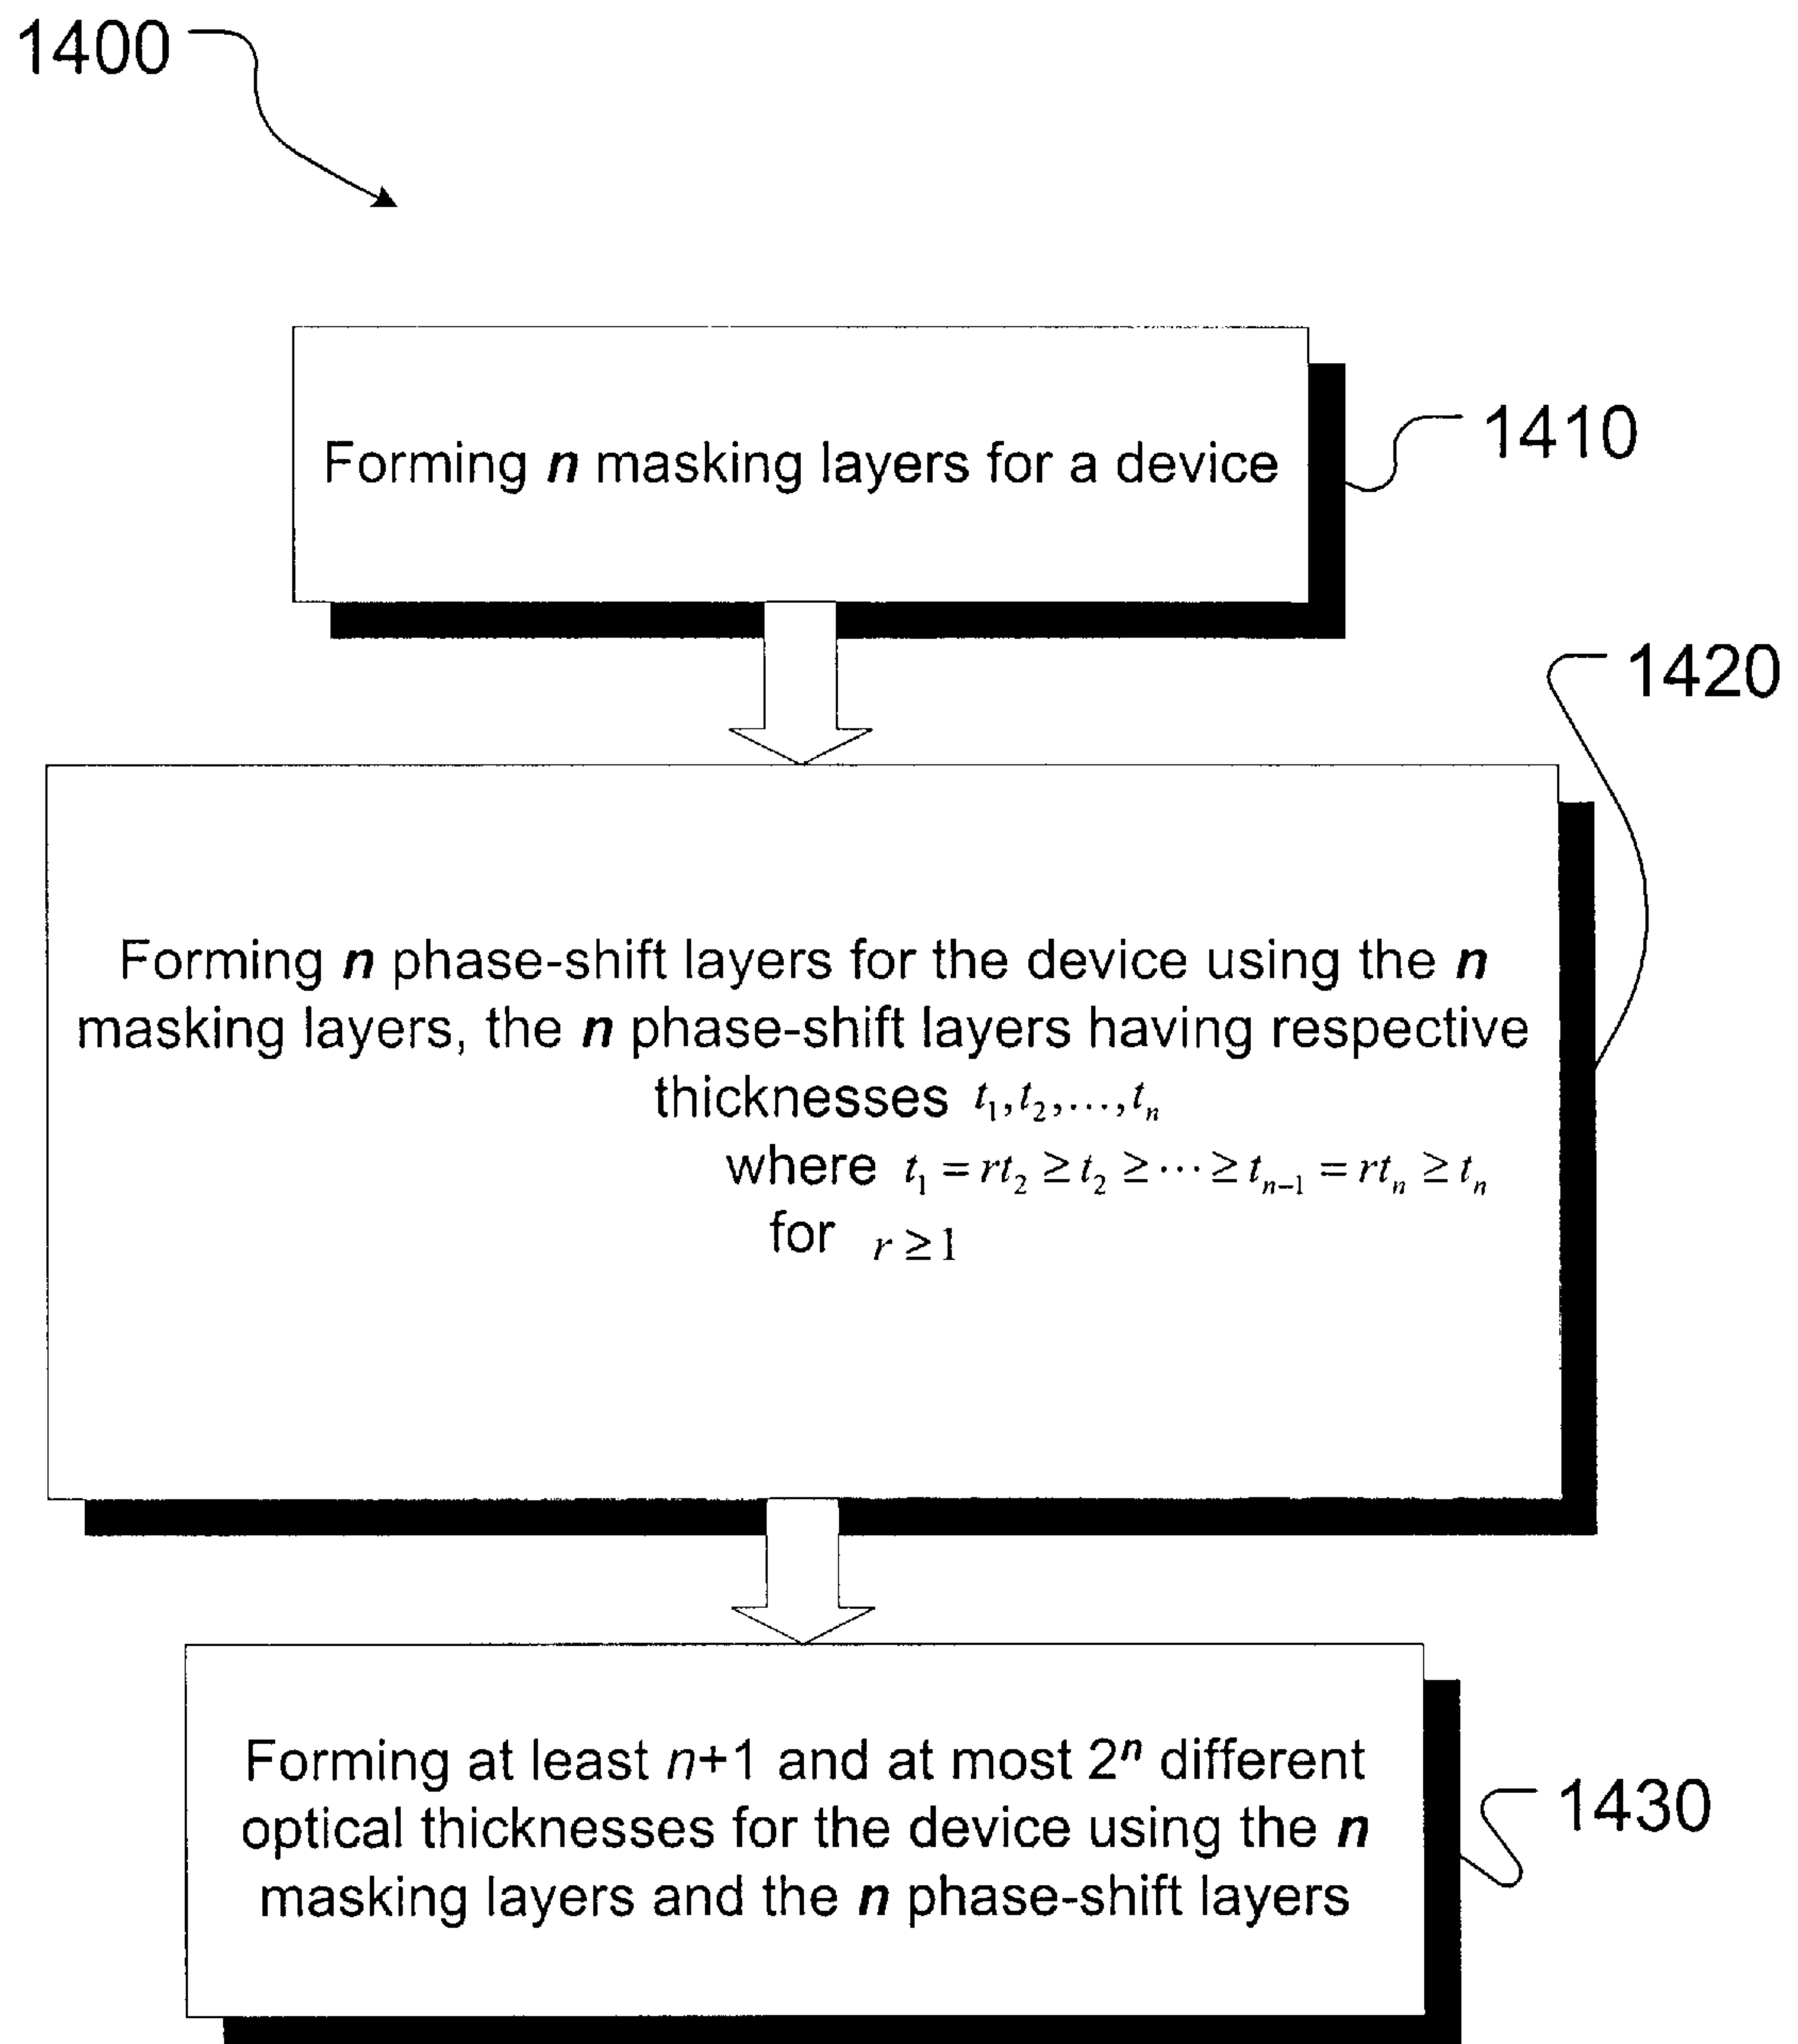 1400
Forming n masking layers for a device
1410
1420
Forming n phase-shift layers for the device using the n
masking layers, the n phase-shift layers having respective
thicknesses t₁,t₂,…,tₙ
where t₁ = rt₂ ≥ t₂ ≥ ⋯ ≥ tₙ₋₁ = rtₙ ≥ tₙ
for r ≥ 1
Forming at least n+1 and at most 2ⁿ different
optical thicknesses for the device using the n
masking layers and the n phase-shift layers
1430